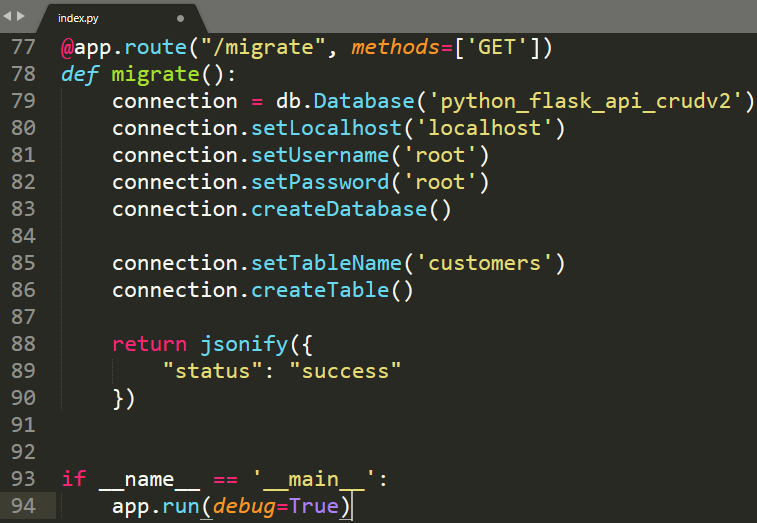 index.py
77 @app.route("/migrate", methods=['GET'])
78 def migrate():
79     connection = db.Database('python_flask_api_crudv2')
80     connection.setLocalhost('localhost')
81     connection.setUsername('root')
82     connection.setPassword('root')
83     connection.createDatabase()
84
85     connection.setTableName('customers')
86     connection.createTable()
87
88     return jsonify({
89         "status": "success"
90     })
91
92
93 if __name__ == '__main__':
94     app.run(debug=True)